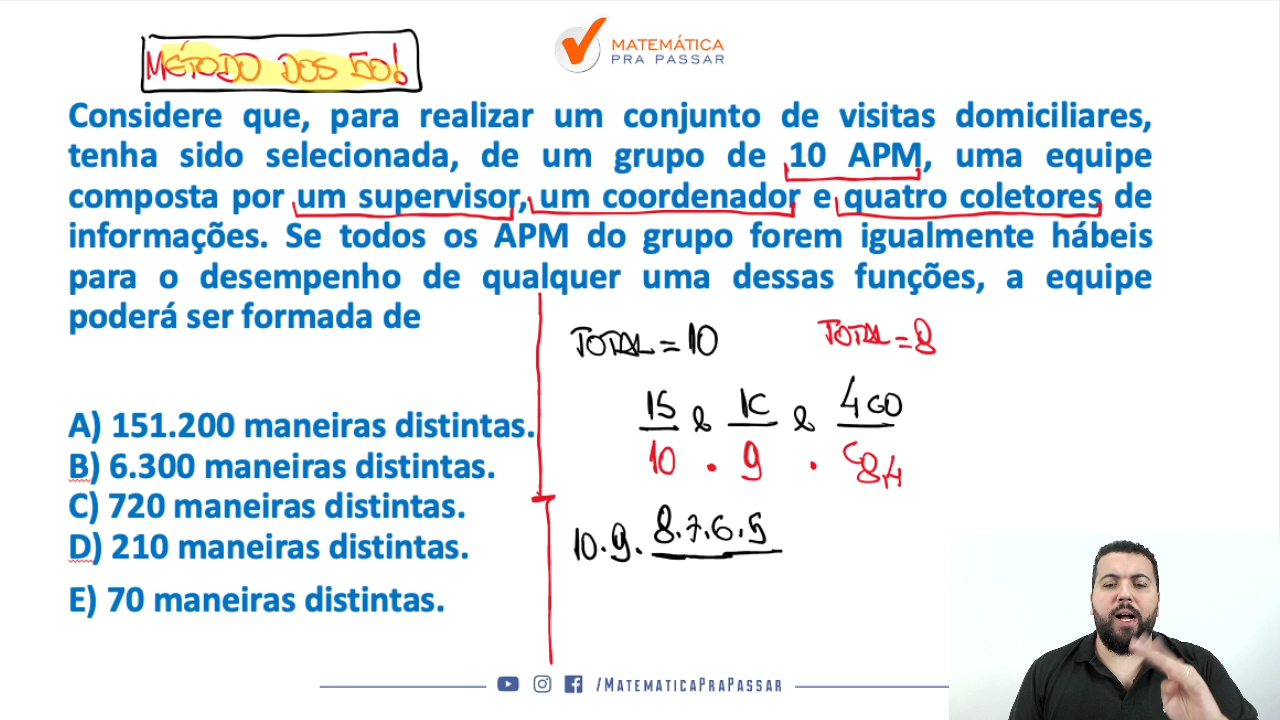 MÉTODO DOS 50!
MATEMÁTICA
PRA PASSAR
Considere que, para realizar um conjunto de visitas domiciliares,
tenha sido selecionada, de um grupo de 10 APM, uma equipe
composta por um supervisor, um coordenador e quatro coletores de
informações. Se todos os APM do grupo forem igualmente hábeis
para o desempenho de qualquer uma dessas funções, a equipe
poderá ser formada de
TOTAL = 10
TOTAL = 8
1S & 1C & 4CO
10 . 9 . C8,4
10.9. 8.7.6.5
A) 151.200 maneiras distintas.
B) 6.300 maneiras distintas.
C) 720 maneiras distintas.
D) 210 maneiras distintas.
E) 70 maneiras distintas.
/MATEMATICAPRAPASSAR